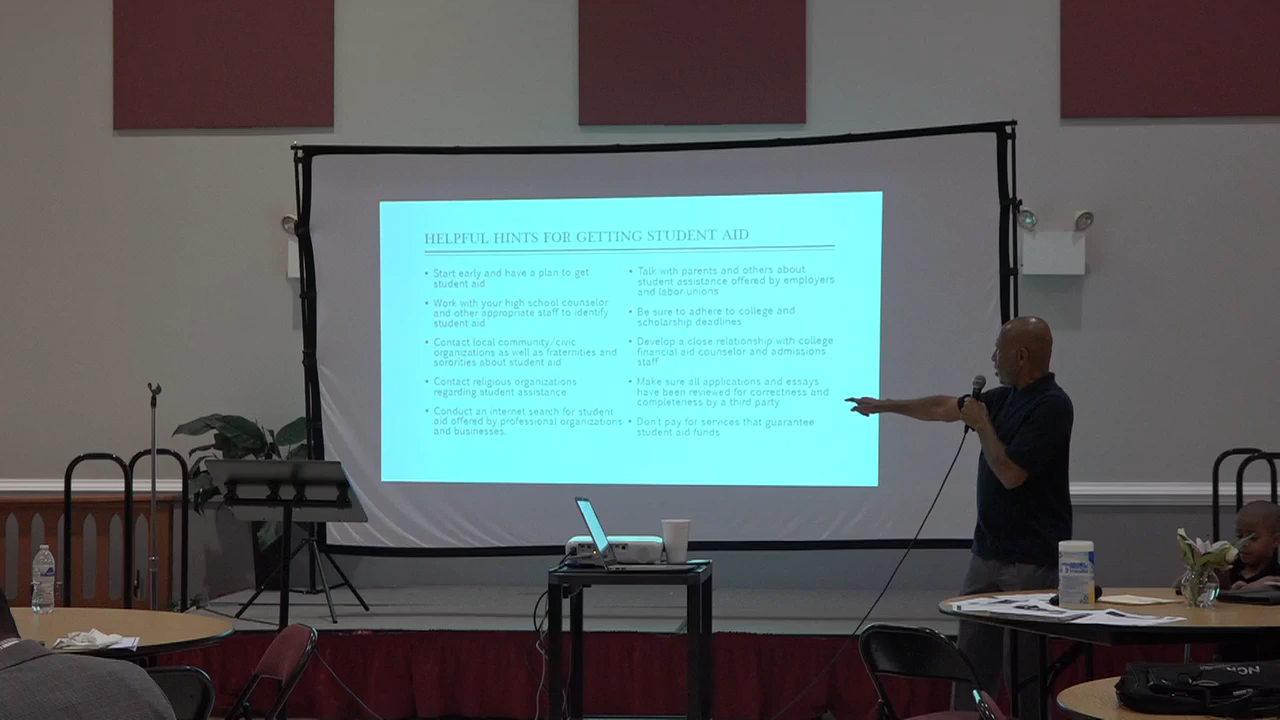 HELPFUL HINTS FOR GETTING STUDENT AID
• Start early and have a plan to get
student aid
• Work with your high school counselor
and other appropriate staff to identify
student aid
• Contact local community/civic
organizations as well as fraternities and
sororities about student aid
• Contact religious organizations
regarding student assistance
• Conduct an internet search for student
aid offered by professional organizations
and businesses.
• Talk with parents and others about
student assistance offered by employers
and labor unions
• Be sure to adhere to college and
scholarship deadlines
• Develop a close relationship with college
financial aid counselor and admissions
staff
• Make sure all applications and essays
have been reviewed for correctness and
completeness by a third party
• Don't pay for services that guarantee
student aid funds